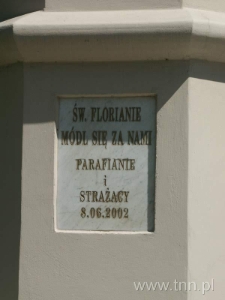 ŚW. FLORIANIE
MÓDL SIĘ ZA NAMI
PARAFIANIE
i
STRAŻACY
8.06.2002
www.tnn.pl